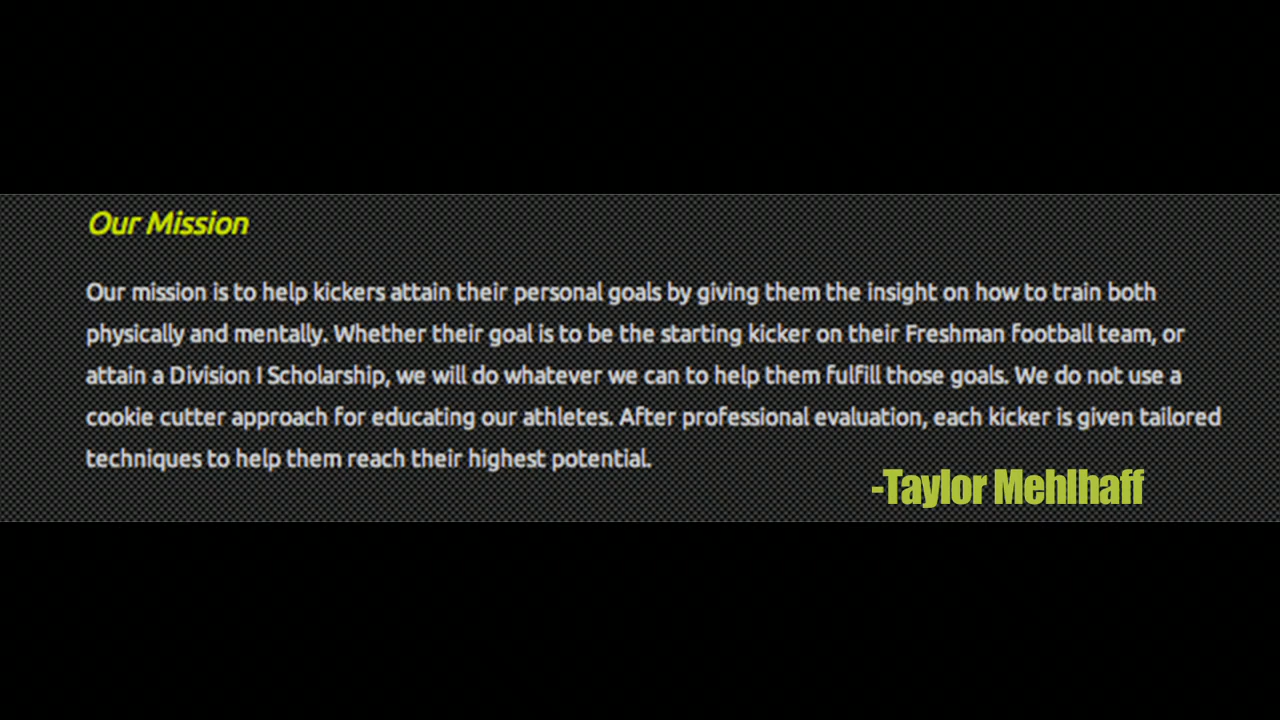 Our Mission
Our mission is to help kickers attain their personal goals by giving them the insight on how to train both
physically and mentally. Whether their goal is to be the starting kicker on their Freshman football team, or
attain a Division I Scholarship, we will do whatever we can to help them fulfill those goals. We do not use a
cookie cutter approach for educating our athletes. After professional evaluation, each kicker is given tailored
techniques to help them reach their highest potential.
-Taylor Mehlhaff